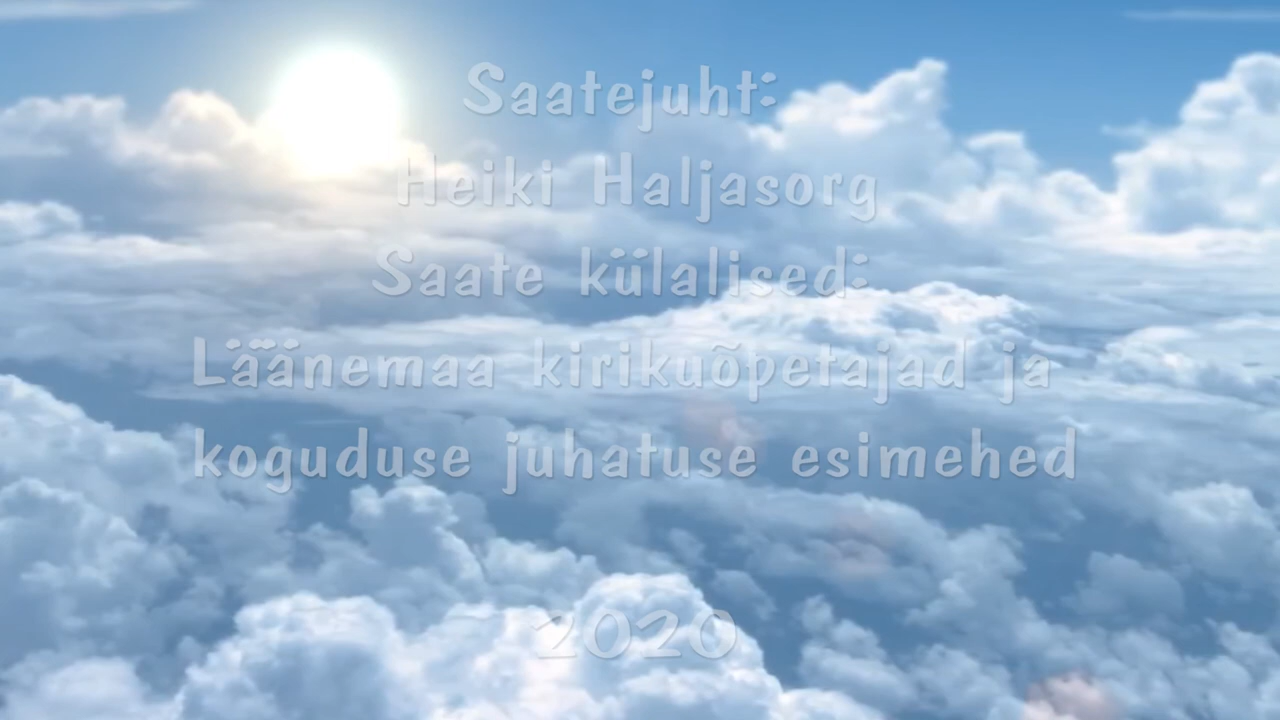 Saatejuht:
Heiki Haljasorg
Saate külalised:
Läänemaa kirikuõpetajad ja
koguduse juhatuse esimehed
2020